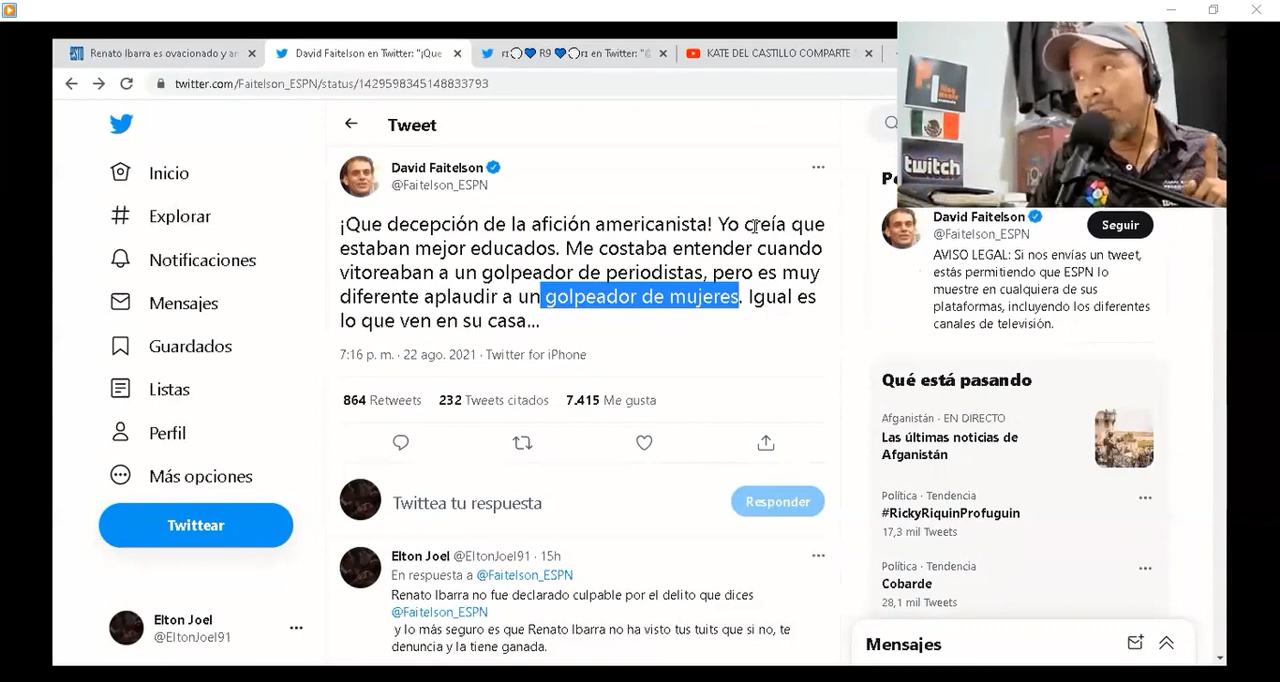 Renato Ibarra es ovacionado y ar
David Faitelson en Twitter: "¡Que
R9
en Twitter: "
KATE DEL CASTILLO COMPARTE
twitter.com/Faitelson_ESPN/status/1429598345148833793
Inicio
Explorar
Notificaciones
Mensajes
Guardados
Listas
Perfil
Más opciones
Twittear
Elton Joel
@EltonJoel91
Tweet
David Faitelson
@Faitelson_ESPN
¡Que decepción de la afición americanista! Yo creía que
estaban mejor educados. Me costaba entender cuando
vitoreaban a un golpeador de periodistas, pero es muy
diferente aplaudir a un golpeador de mujeres. Igual es
lo que ven en su casa...
7:16 p. m. · 22 ago. 2021 · Twitter for iPhone
864 Retweets 232 Tweets citados 7.415 Me gusta
Twittea tu respuesta
Responder
Elton Joel @EltonJoel91 · 15h
En respuesta a @Faitelson_ESPN
Renato Ibarra no fue declarado culpable por el delito que dices
@Faitelson_ESPN
y lo más seguro es que Renato Ibarra no ha visto tus tuits que si no, te
denuncia y la tiene ganada.
twitch
David Faitelson
@Faitelson_ESPN
Seguir
AVISO LEGAL: Si nos envías un tweet,
estás permitiendo que ESPN lo
muestre en cualquiera de sus
plataformas, incluyendo los diferentes
canales de televisión.
Qué está pasando
Afganistán · EN DIRECTO
Las últimas noticias de
Afganistán
Política · Tendencia
#RickyRiquinProfuguin
17,3 mil Tweets
Política · Tendencia
Cobarde
28,1 mil Tweets
Mensajes